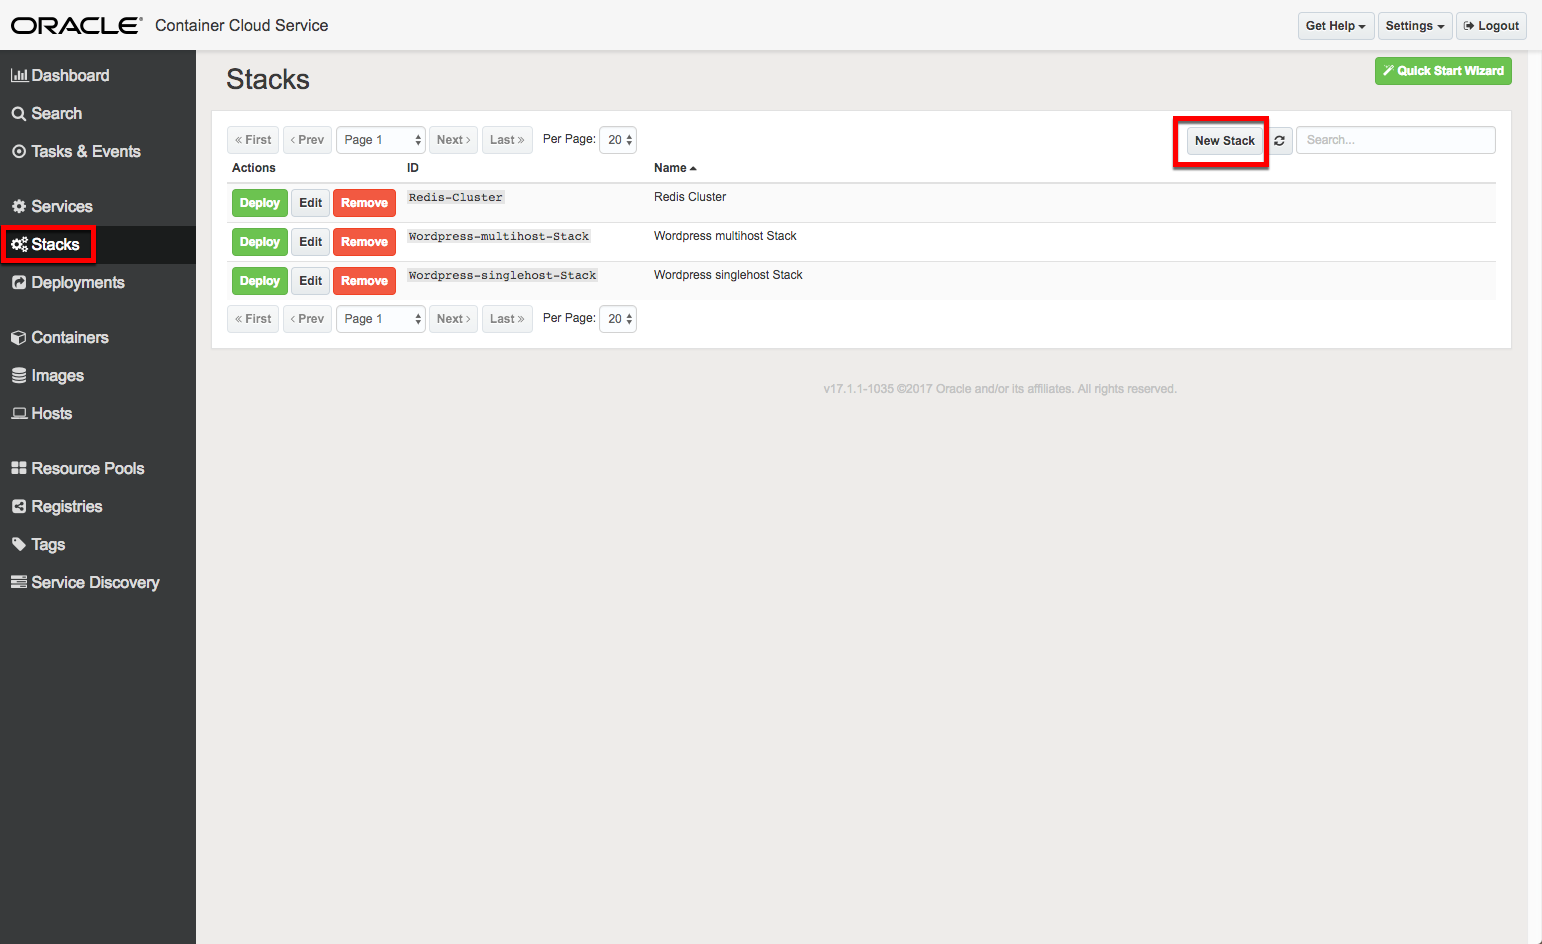 ORACLE® Container Cloud Service
Get Help
Settings
Logout
Dashboard
Search
Tasks & Events
Services
Stacks
Deployments
Containers
Images
Hosts
Resource Pools
Registries
Tags
Service Discovery
Stacks
Quick Start Wizard
« First ‹ Prev Page 1 Next › Last » Per Page: 20
New Stack
Search...
Actions ID Name
Deploy Edit Remove Redis-Cluster Redis Cluster
Deploy Edit Remove Wordpress-multihost-Stack Wordpress multihost Stack
Deploy Edit Remove Wordpress-singlehost-Stack Wordpress singlehost Stack
« First ‹ Prev Page 1 Next › Last » Per Page: 20
v17.1.1-1035 ©2017 Oracle and/or its affiliates. All rights reserved.